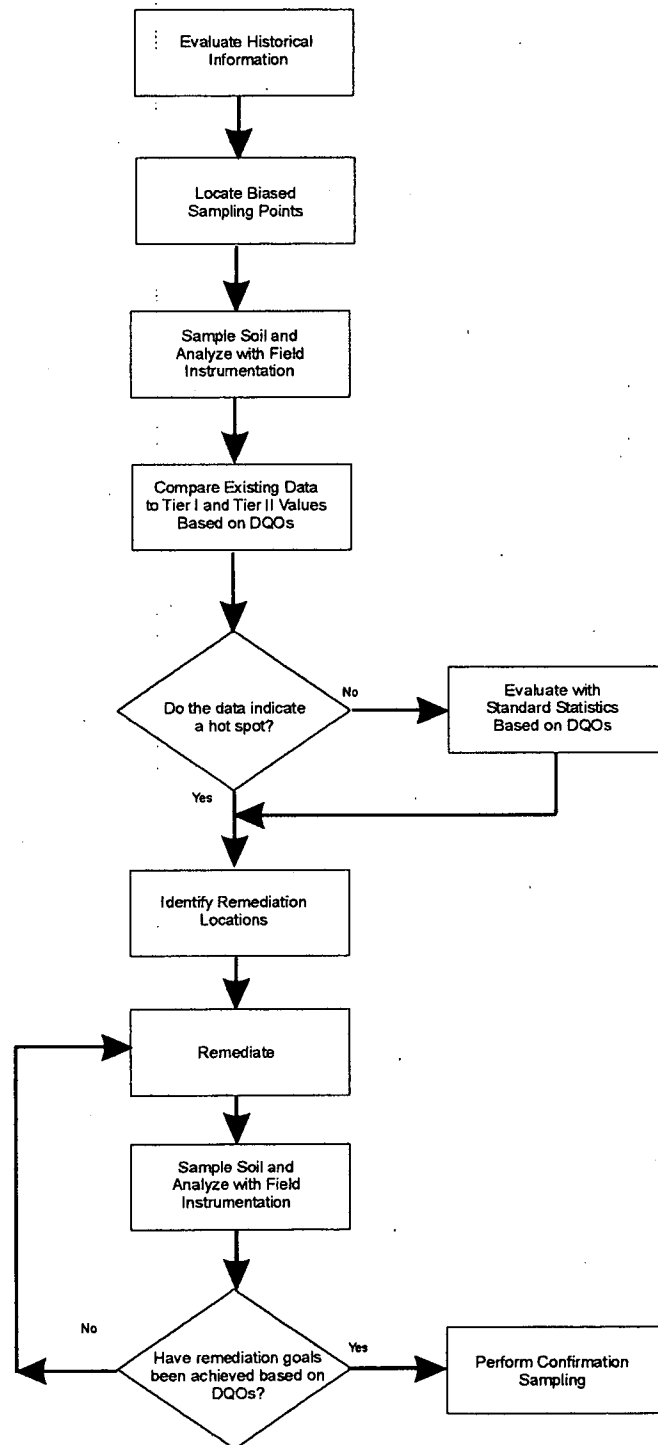 Evaluate Historical
Information
Locate Biased
Sampling Points
Sample Soil and
Analyze with Field
Instrumentation
Compare Existing Data
to Tier I and Tier II Values
Based on DQOs
Do the data indicate
a hot spot?
No
Evaluate with
Standard Statistics
Based on DQOs
Yes
Identify Remediation
Locations
Remediate
Sample Soil and
Analyze with Field
Instrumentation
Have remediation goals
been achieved based on
DQOs?
No
Yes
Perform Confirmation
Sampling